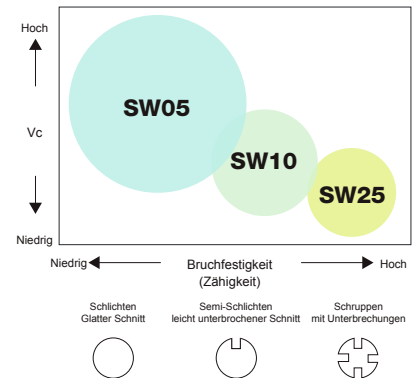 Hoch
SW05
Vc
SW10
SW25
Niedrig
Niedrig
Bruchfestigkeit
(Zähigkeit)
Hoch
Schlichten
Glatter Schnitt
Semi-Schlichten
leicht unterbrochener Schnitt
Schruppen
mit Unterbrechungen